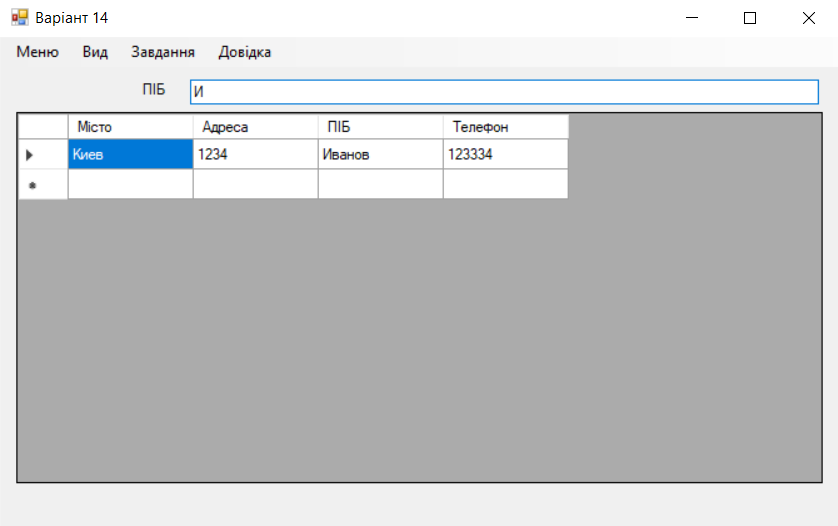 Варіант 14
Меню Вид Завдання Довідка
ПІБ И
Місто Адреса ПІБ Телефон
Киев 1234 Иванов 123334